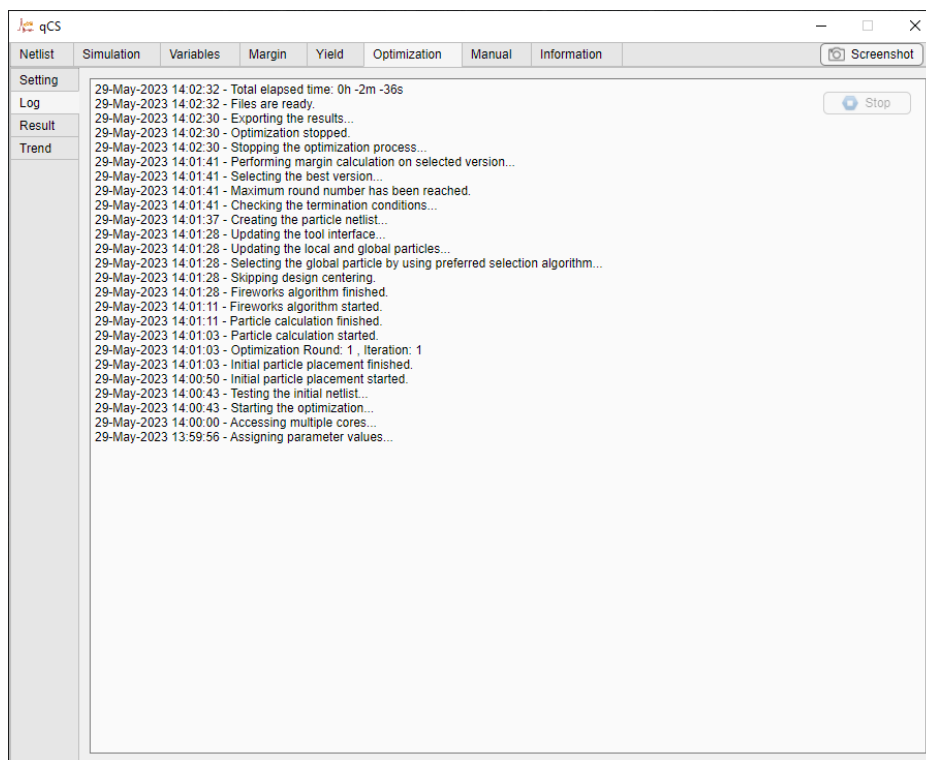 qCS
Netlist Simulation Variables Margin Yield Optimization Manual Information Screenshot
Setting
Log
Result
Trend
Stop
29-May-2023 14:02:32 - Total elapsed time: 0h -2m -36s
29-May-2023 14:02:32 - Files are ready.
29-May-2023 14:02:30 - Exporting the results...
29-May-2023 14:02:30 - Optimization stopped.
29-May-2023 14:02:30 - Stopping the optimization process...
29-May-2023 14:01:41 - Performing margin calculation on selected version...
29-May-2023 14:01:41 - Selecting the best version...
29-May-2023 14:01:41 - Maximum round number has been reached.
29-May-2023 14:01:41 - Checking the termination conditions...
29-May-2023 14:01:37 - Creating the particle netlist...
29-May-2023 14:01:28 - Updating the tool interface...
29-May-2023 14:01:28 - Updating the local and global particles...
29-May-2023 14:01:28 - Selecting the global particle by using preferred selection algorithm...
29-May-2023 14:01:28 - Skipping design centering.
29-May-2023 14:01:28 - Fireworks algorithm finished.
29-May-2023 14:01:11 - Fireworks algorithm started.
29-May-2023 14:01:11 - Particle calculation finished.
29-May-2023 14:01:03 - Particle calculation started.
29-May-2023 14:01:03 - Optimization Round: 1 , Iteration: 1
29-May-2023 14:01:03 - Initial particle placement finished.
29-May-2023 14:00:50 - Initial particle placement started.
29-May-2023 14:00:43 - Testing the initial netlist...
29-May-2023 14:00:43 - Starting the optimization...
29-May-2023 14:00:00 - Accessing multiple cores...
29-May-2023 13:59:56 - Assigning parameter values...